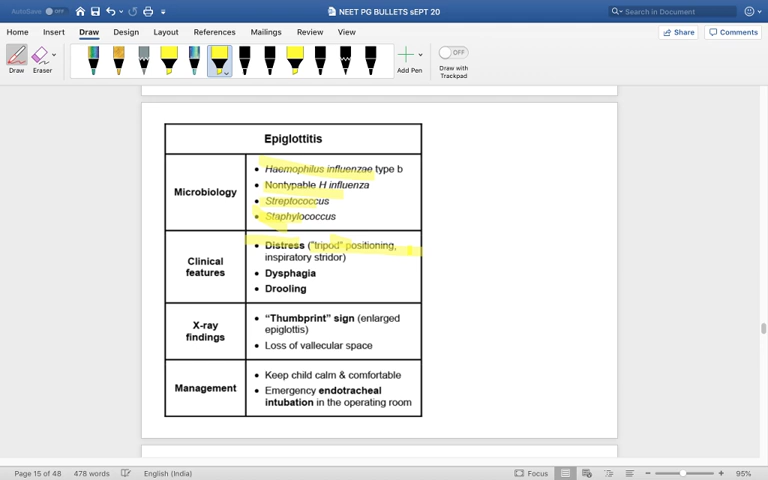 AutoSave OFF
NEET PG BULLETS sEPT 20
Search in Document
Home Insert Draw Design Layout References Mailings Review View
Share Comments
Draw Eraser Add Pen Draw with Trackpad OFF
Epiglottitis
Microbiology
• Haemophilus influenzae type b
• Nontypable H influenza
• Streptococcus
• Staphylococcus
Clinical features
• Distress ("tripod" positioning,
inspiratory stridor)
• Dysphagia
• Drooling
X-ray findings
• "Thumbprint" sign (enlarged
epiglottis)
• Loss of vallecular space
Management
• Keep child calm & comfortable
• Emergency endotracheal
intubation in the operating room
Page 15 of 48 478 words English (India) Focus 95%